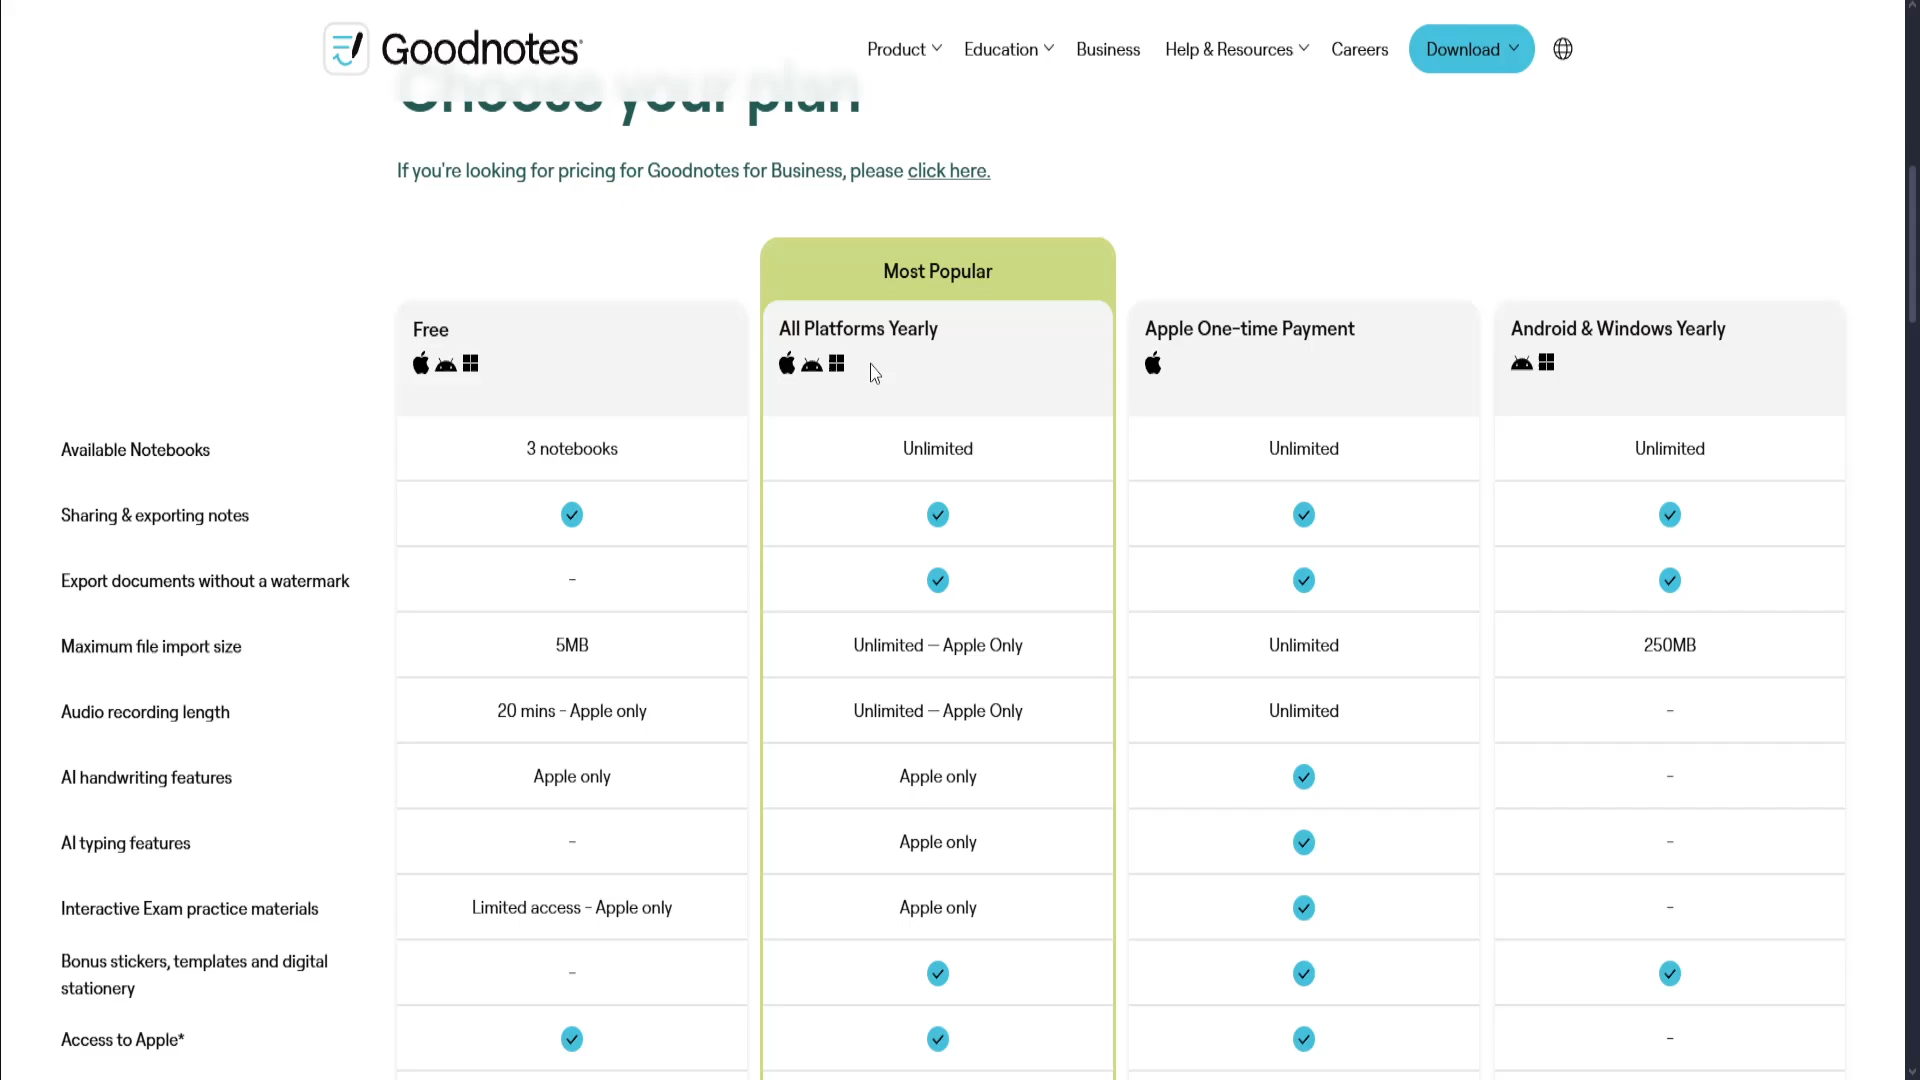 Goodnotes
Product Education Business Help & Resources Careers Download
Choose your plan
If you're looking for pricing for Goodnotes for Business, please click here.
Most Popular
Free All Platforms Yearly Apple One-time Payment Android & Windows Yearly
Available Notebooks 3 notebooks Unlimited Unlimited Unlimited
Sharing & exporting notes
Export documents without a watermark -
Maximum file import size 5MB Unlimited — Apple Only Unlimited 250MB
Audio recording length 20 mins - Apple only Unlimited — Apple Only Unlimited -
AI handwriting features Apple only Apple only -
AI typing features - Apple only -
Interactive Exam practice materials Limited access - Apple only Apple only -
Bonus stickers, templates and digital
stationery -
Access to Apple* -